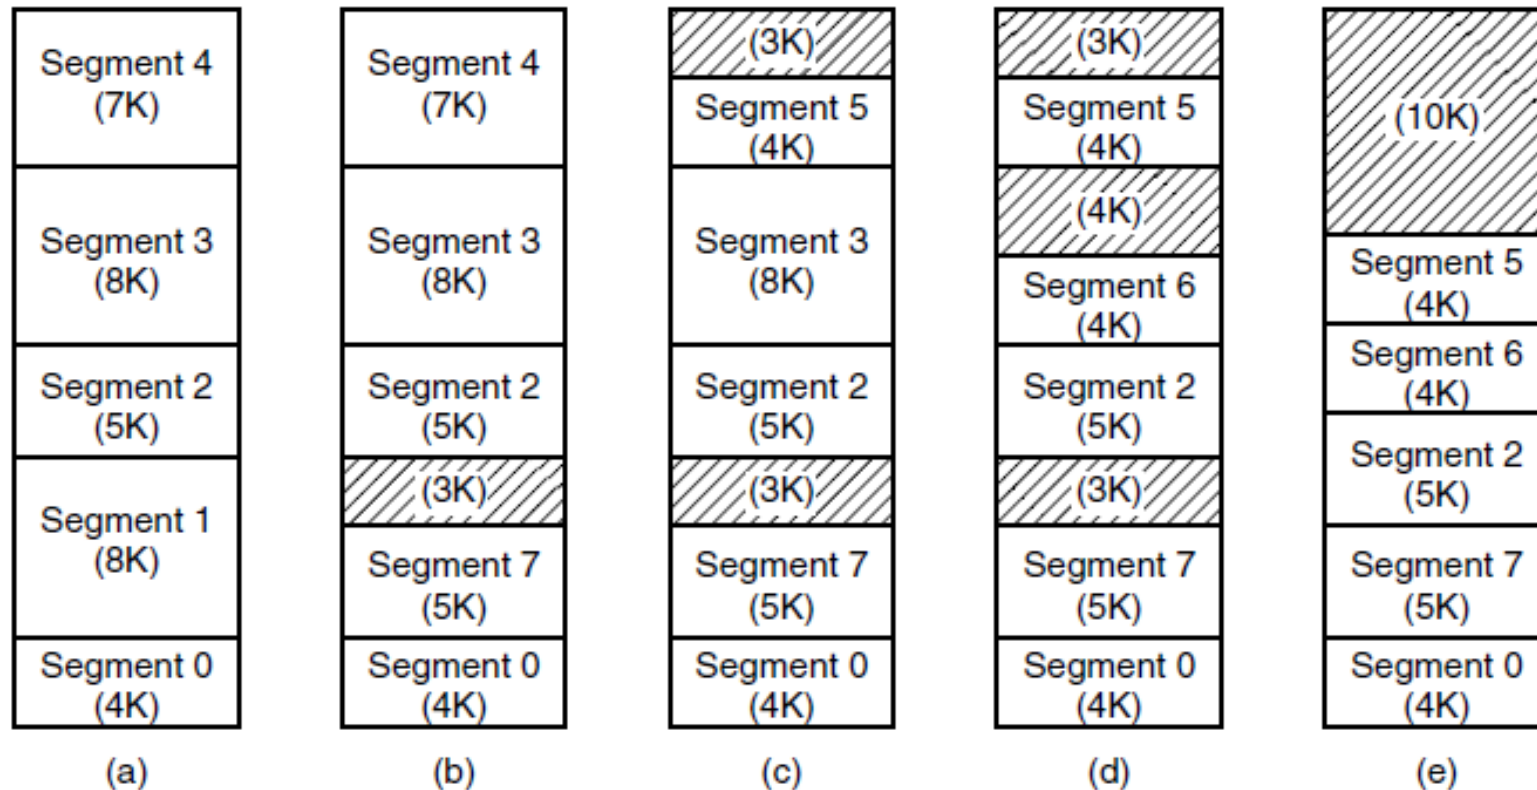 Segment 4
(7K)
Segment 3
(8K)
Segment 2
(5K)
Segment 1
(8K)
Segment 0
(4K)
(a)
Segment 4
(7K)
Segment 3
(8K)
Segment 2
(5K)
(3K)
Segment 7
(5K)
Segment 0
(4K)
(b)
(3K)
Segment 5
(4K)
Segment 3
(8K)
Segment 2
(5K)
(3K)
Segment 7
(5K)
Segment 0
(4K)
(c)
(3K)
Segment 5
(4K)
(4K)
Segment 6
(4K)
Segment 2
(5K)
(3K)
Segment 7
(5K)
Segment 0
(4K)
(d)
(10K)
Segment 5
(4K)
Segment 6
(4K)
Segment 2
(5K)
Segment 7
(5K)
Segment 0
(4K)
(e)